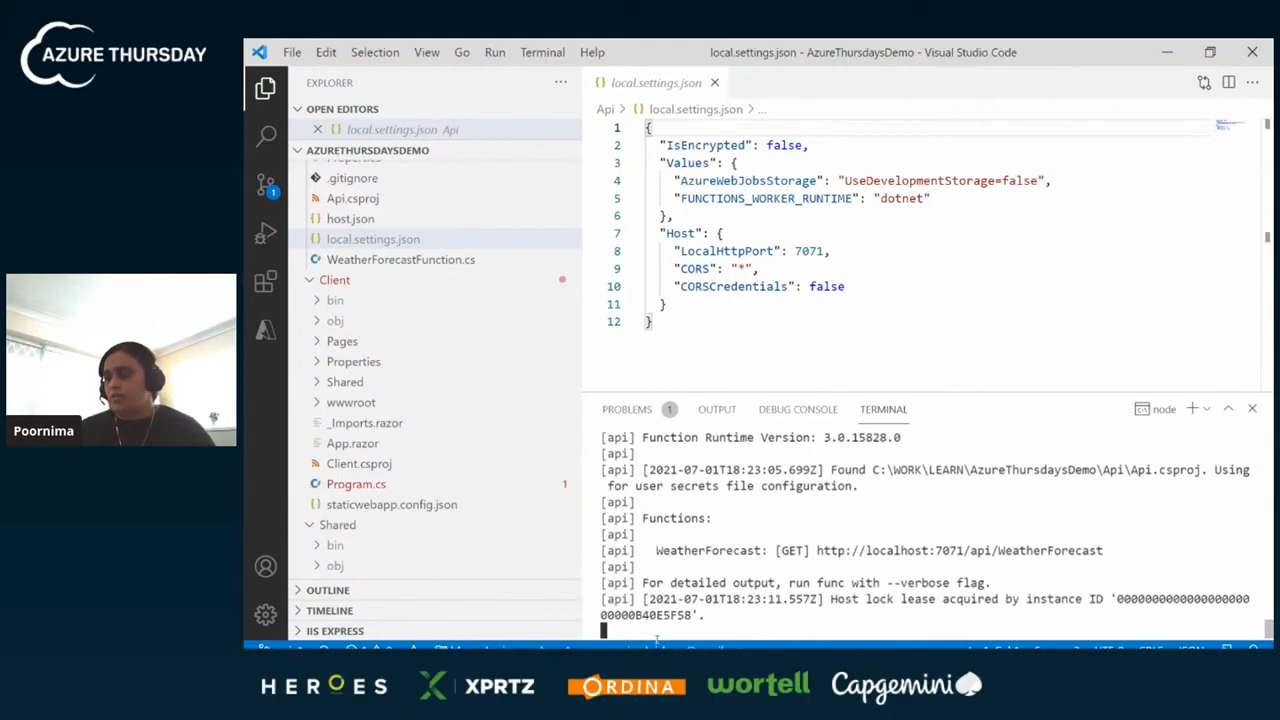 AZURE THURSDAY
File Edit Selection View Go Run Terminal Help
local.settings.json - AzureThursdaysDemo - Visual Studio Code
EXPLORER
OPEN EDITORS
local.settings.json Api
AZURETHURSDAYSDEMO
Properties
.gitignore
Api.csproj
host.json
local.settings.json
WeatherForecastFunction.cs
Client
bin
obj
Pages
Properties
Shared
wwwroot
_Imports.razor
App.razor
Client.csproj
Program.cs 1
staticwebapp.config.json
Shared
bin
obj
OUTLINE
TIMELINE
IIS EXPRESS
1
{} local.settings.json
Api > {} local.settings.json > ...
1 {
2 "IsEncrypted": false,
3 "Values": {
4 "AzureWebJobsStorage": "UseDevelopmentStorage=false",
5 "FUNCTIONS_WORKER_RUNTIME": "dotnet"
6 },
7 "Host": {
8 "LocalHttpPort": 7071,
9 "CORS": "*",
10 "CORSCredentials": false
11 }
12 }
PROBLEMS 1 OUTPUT DEBUG CONSOLE TERMINAL
node
[api] Function Runtime Version: 3.0.15828.0
[api]
[api] [2021-07-01T18:23:05.699Z] Found C:\WORK\LEARN\AzureThursdaysDemo\Api\Api.csproj. Using
for user secrets file configuration.
[api]
[api] Functions:
[api]
[api] WeatherForecast: [GET] http://localhost:7071/api/WeatherForecast
[api]
[api] For detailed output, run func with --verbose flag.
[api] [2021-07-01T18:23:11.557Z] Host lock lease acquired by instance ID '0000000000000000000
00000B40E5F58'.
Poornima
HEROES XPRTZ ORDINA wortell Capgemini